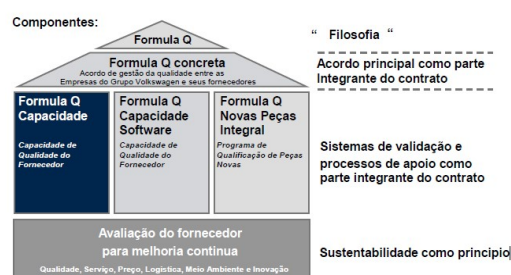 Componentes:
Formula Q
“ Filosofia “
Formula Q concreta
Acordo de gestão da qualidade entre as
Empresas do Grupo Volkswagen e seus fornecedores
Acordo principal como parte
Integrante do contrato
Formula Q
Capacidade
Capacidade de
Qualidade do
Fornecedor
Formula Q
Capacidade
Software
Capacidade de
Qualidade do
Fornecedor
Formula Q
Novas Peças
Integral
Programa de
Qualificação de Peças
Novas
Sistemas de validação e
processos de apoio como
parte integrante do contrato
Avaliação do fornecedor
para melhoria continua
Qualidade, Serviço, Preço, Logística, Meio Ambiente e Inovação
Sustentabilidade como principio